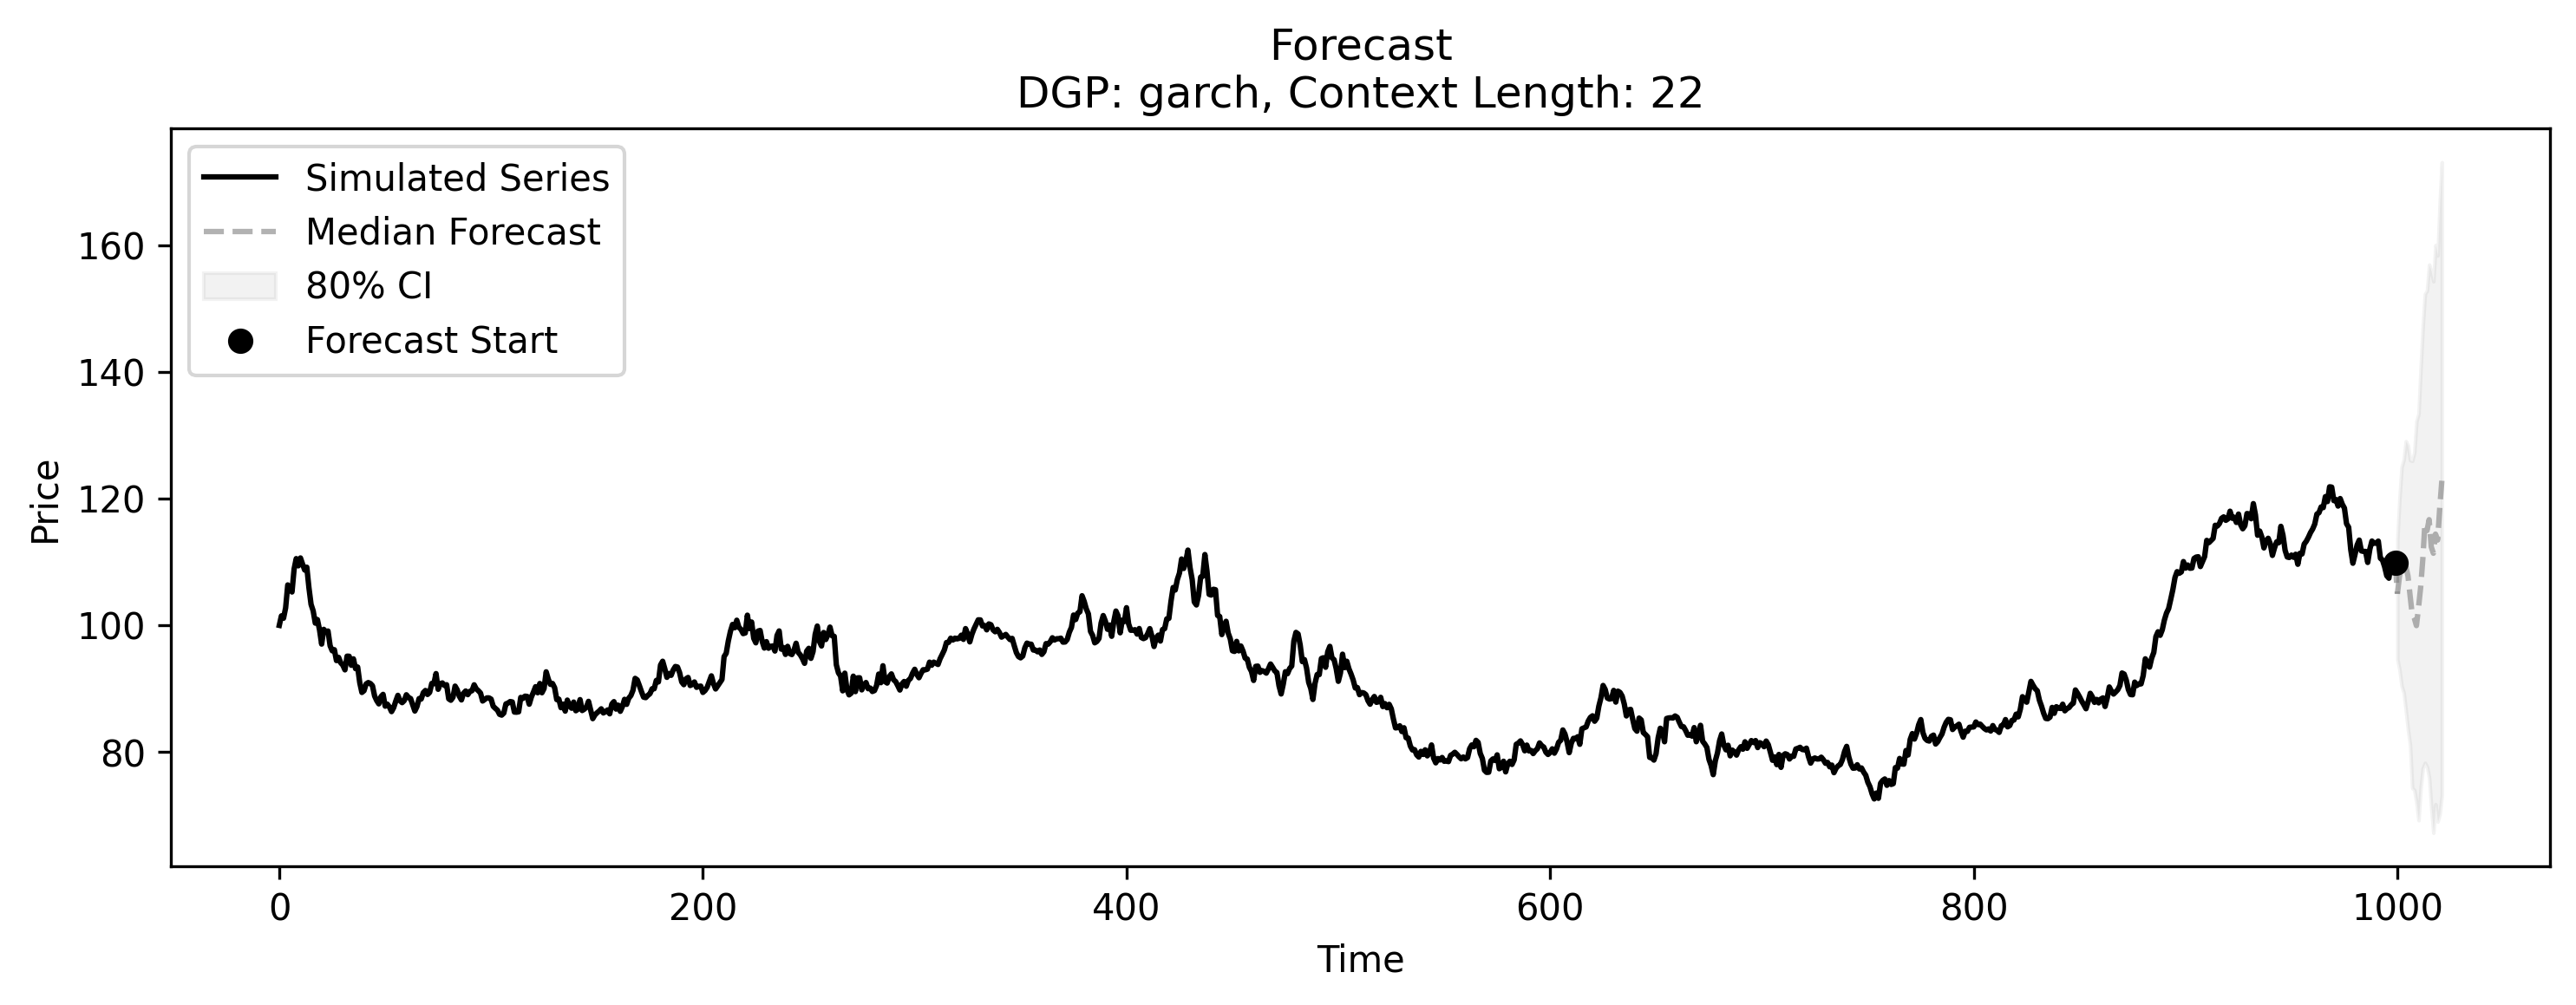 Forecast
DGP: garch, Context Length: 22
Simulated Series
Median Forecast
80% CI
Forecast Start
Price
160
140
120
100
80
0 200 400 600 800 1000
Time